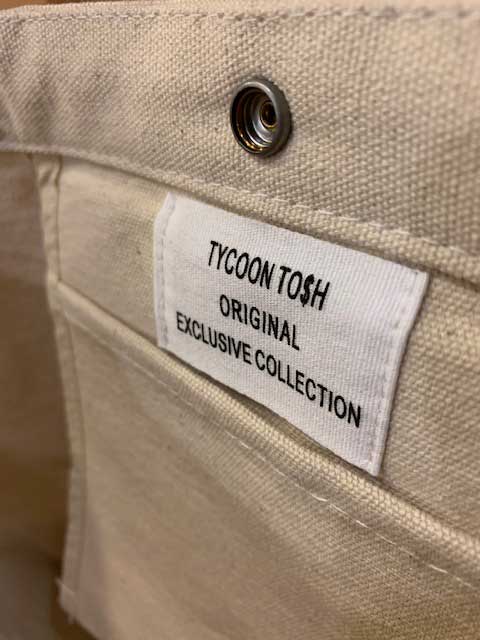 TYCOON TO$H
ORIGINAL
EXCLUSIVE COLLECTION